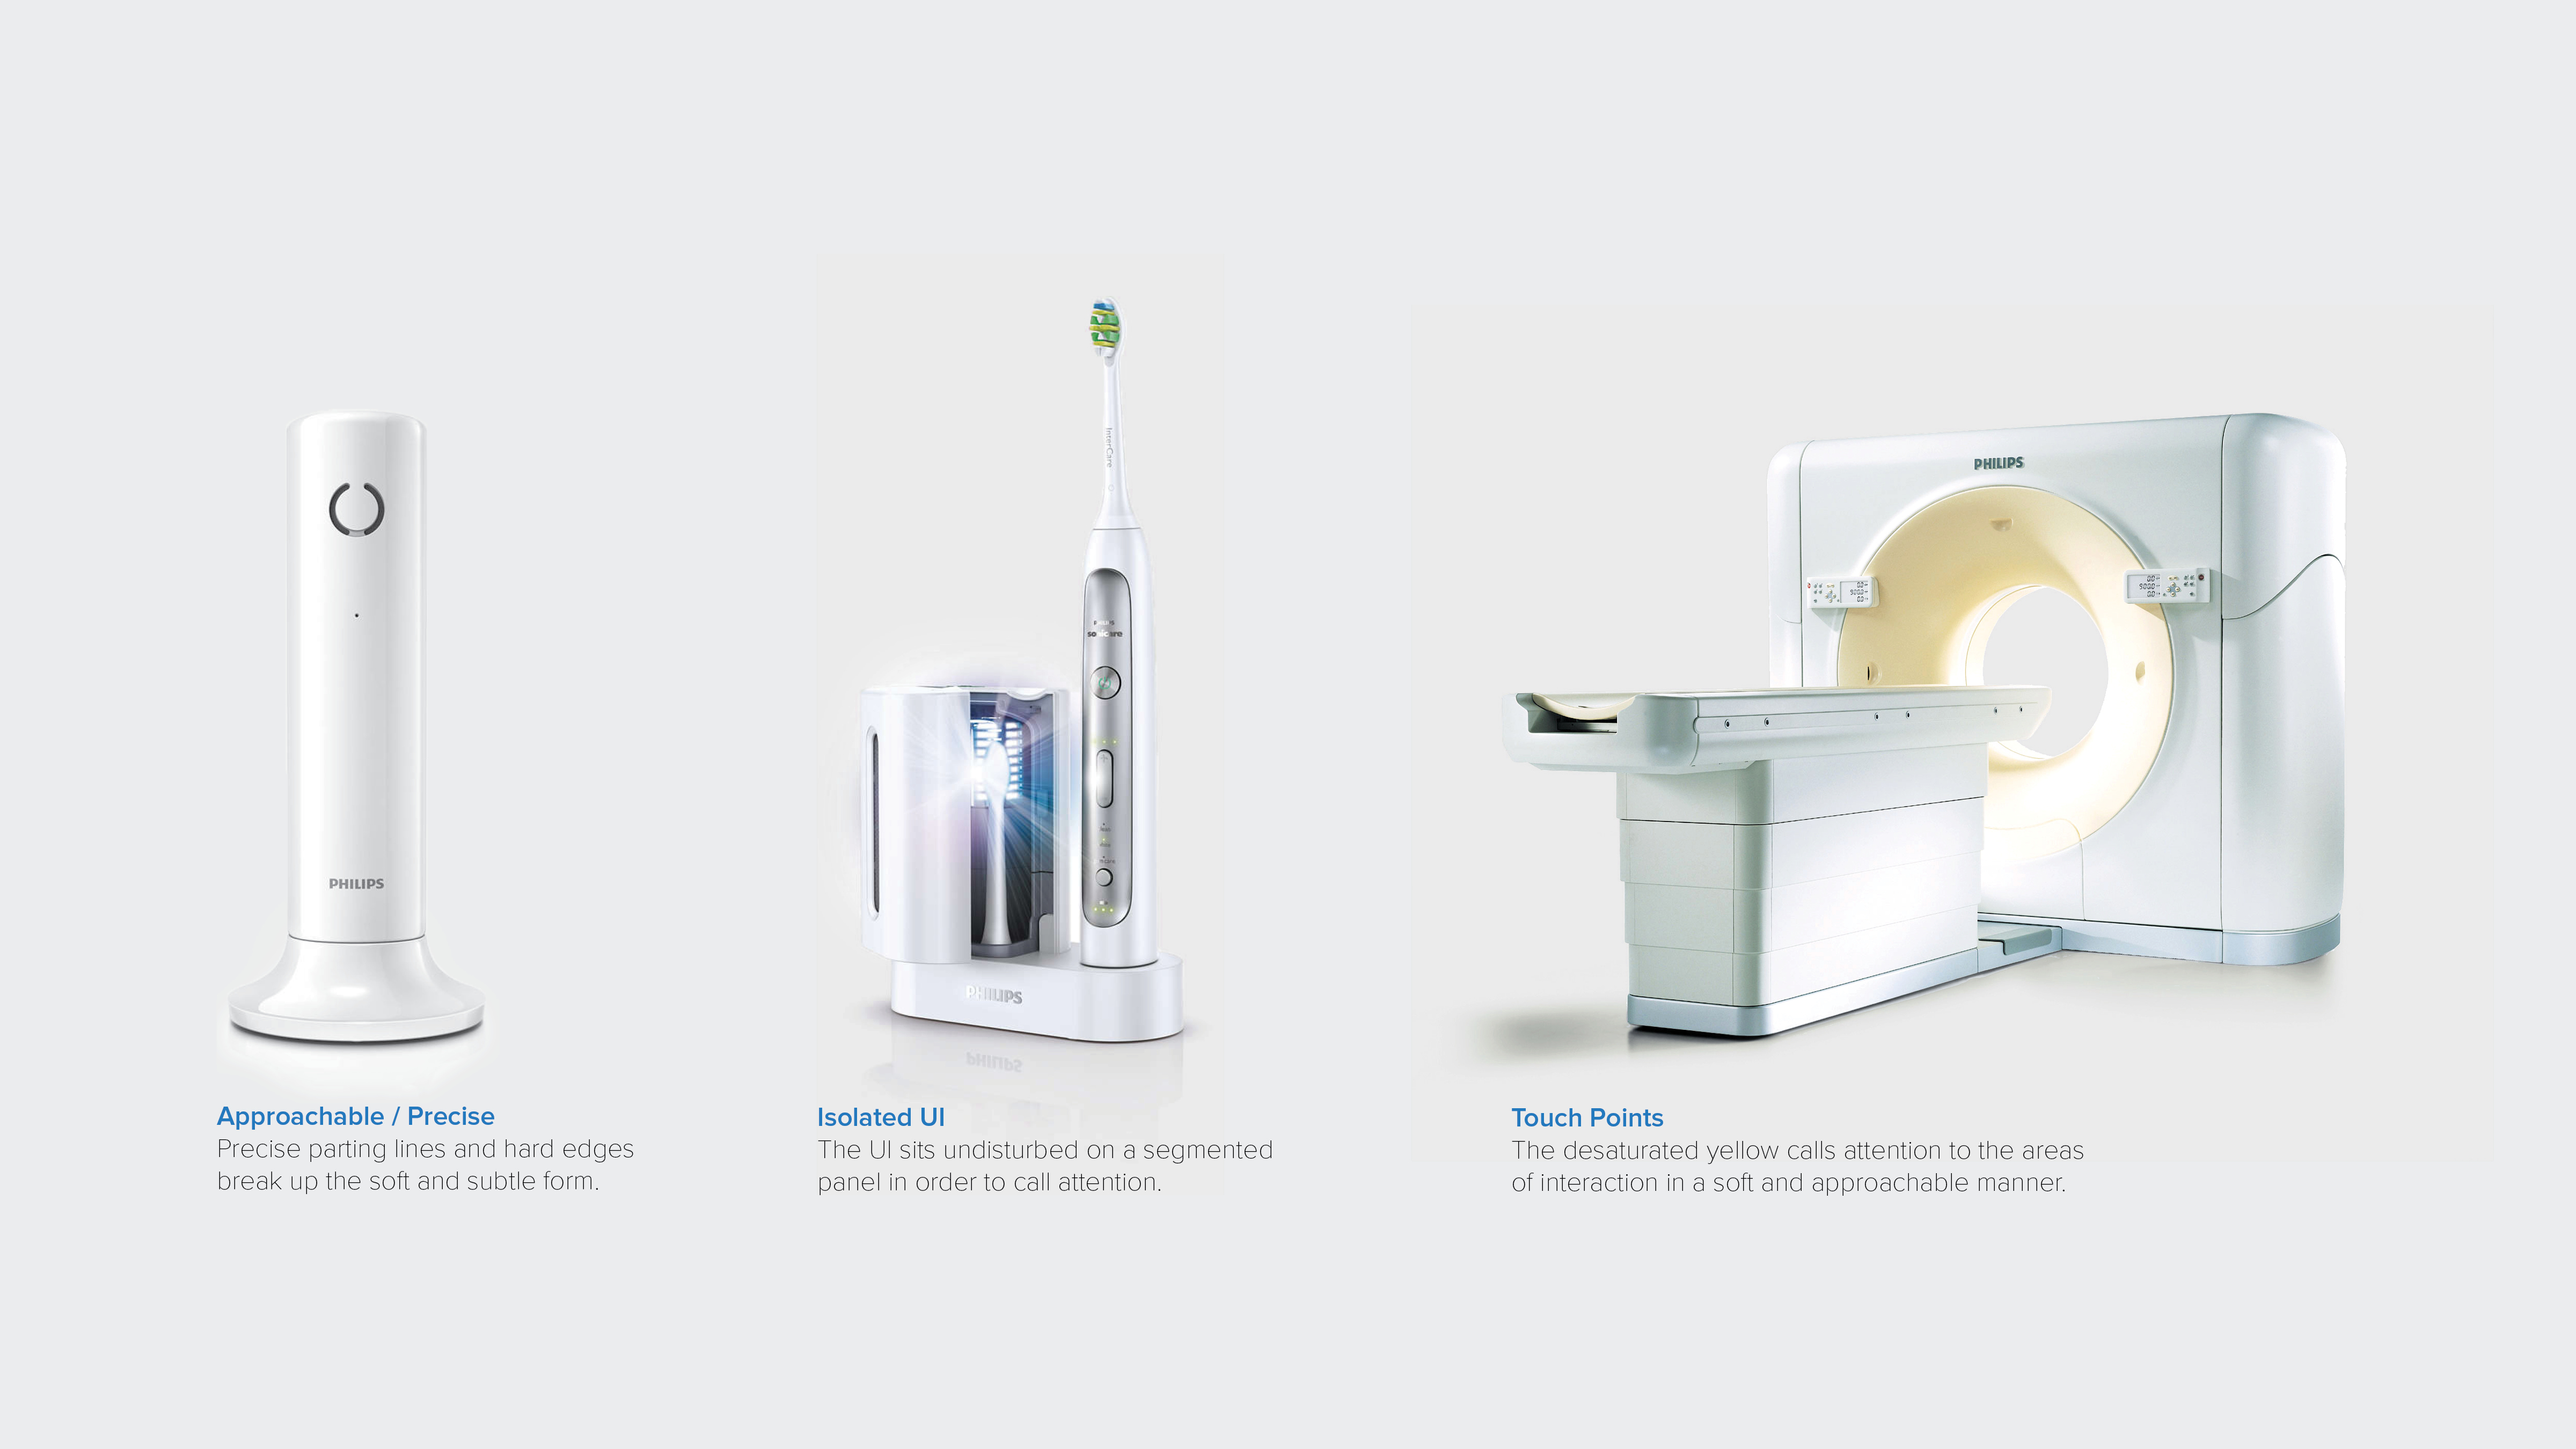 PHILIPS
Approachable / Precise
Precise parting lines and hard edges
break up the soft and subtle form.
InterCare
PHILIPS
sonicare
PHILIPS
Isolated UI
The UI sits undisturbed on a segmented
panel in order to call attention.
PHILIPS
Touch Points
The desaturated yellow calls attention to the areas
of interaction in a soft and approachable manner.